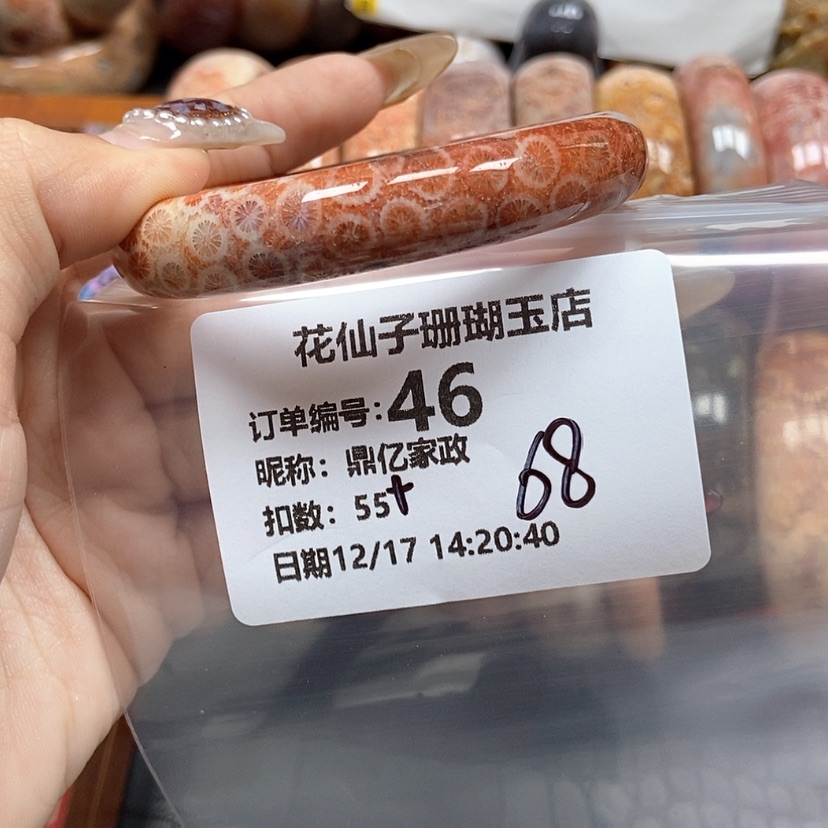 花仙子珊瑚玉店
订单编号:46
昵称：鼎亿家政
扣数：55+
68
日期12/17 14:20:40